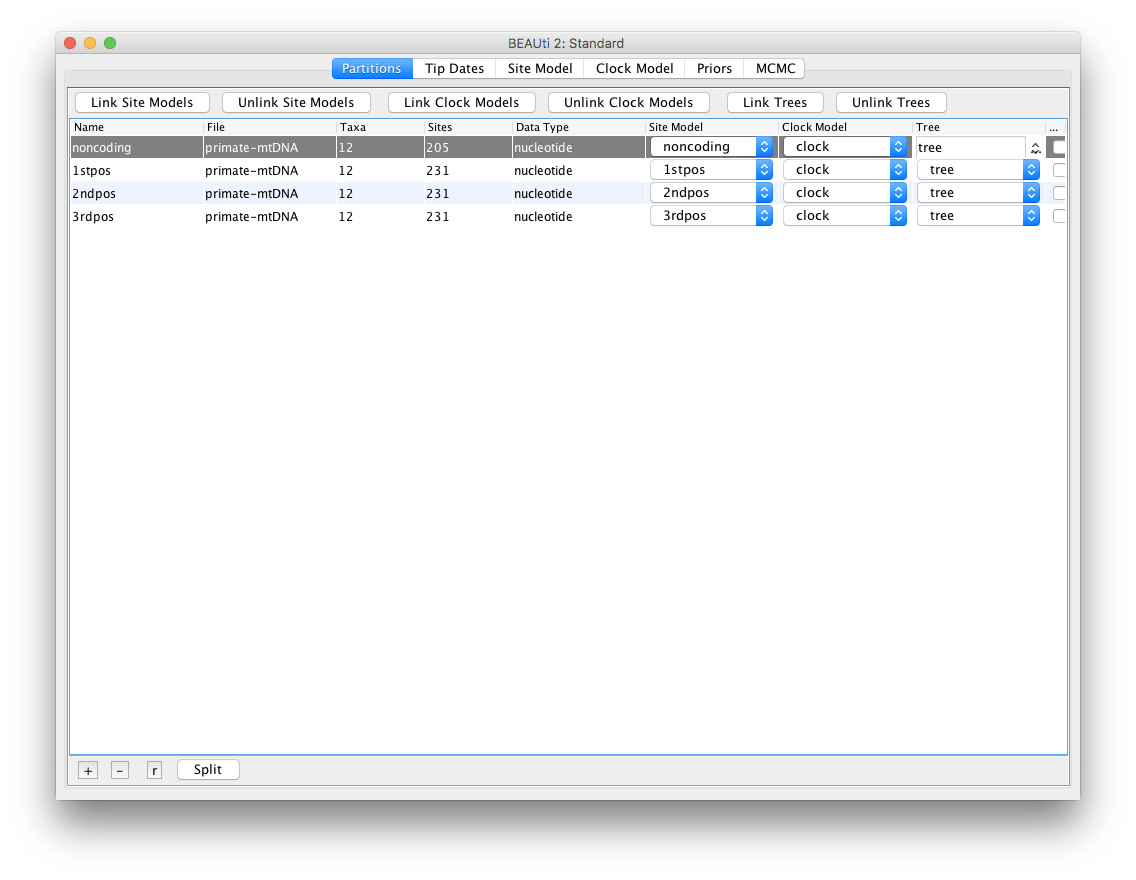 BEAUti 2: Standard
Partitions Tip Dates Site Model Clock Model Priors MCMC
Link Site Models Unlink Site Models Link Clock Models Unlink Clock Models Link Trees Unlink Trees
Name File Taxa Sites Data Type Site Model Clock Model Tree ...
noncoding primate-mtDNA 12 205 nucleotide noncoding clock tree
1stpos primate-mtDNA 12 231 nucleotide 1stpos clock tree
2ndpos primate-mtDNA 12 231 nucleotide 2ndpos clock tree
3rdpos primate-mtDNA 12 231 nucleotide 3rdpos clock tree
+ - r Split